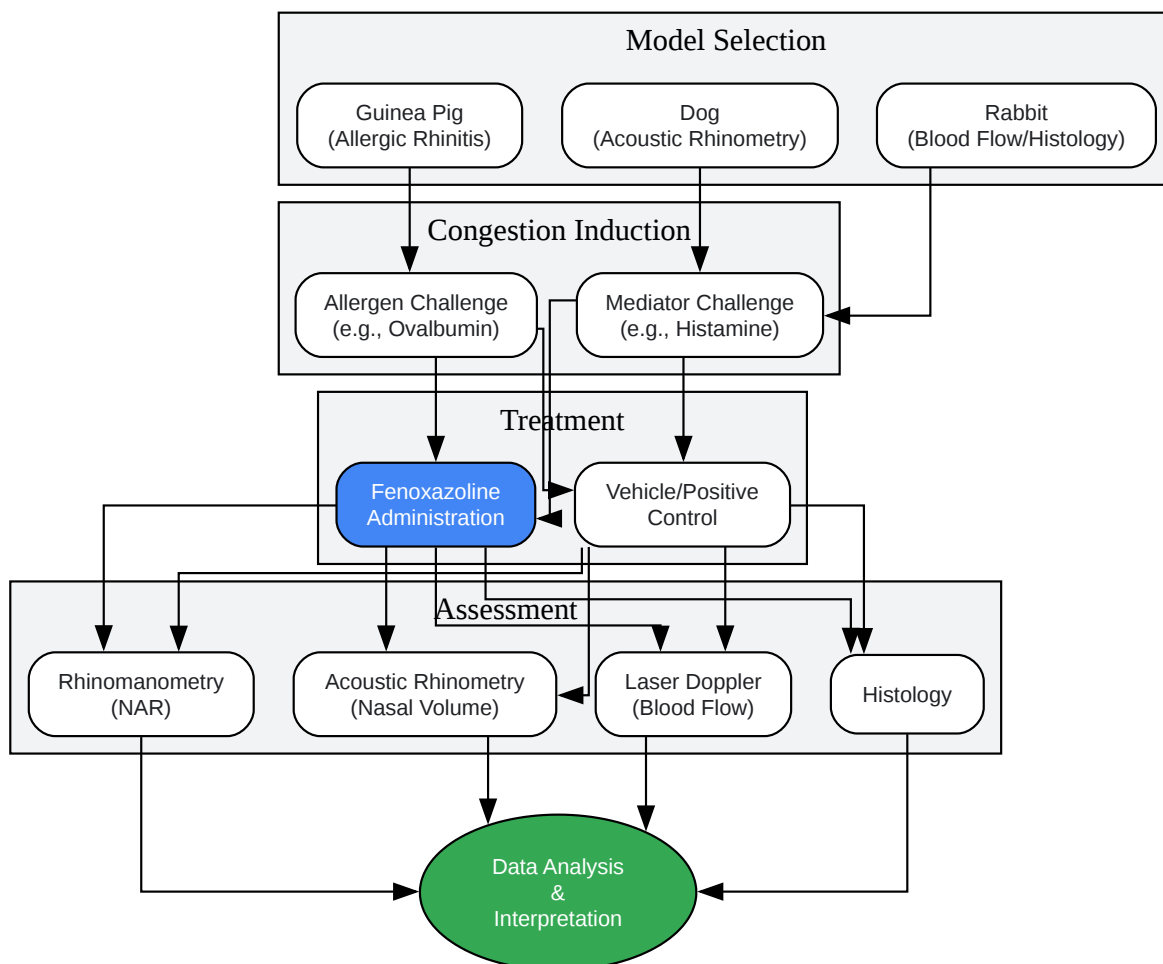 Model Selection
Guinea Pig
(Allergic Rhinitis)
Dog
(Acoustic Rhinometry)
Rabbit
(Blood Flow/Histology)
Congestion Induction
Allergen Challenge
(e.g., Ovalbumin)
Mediator Challenge
(e.g., Histamine)
Treatment
Fenoxazoline
Administration
Vehicle/Positive
Control
Assessment
Rhinomanometry
(NAR)
Acoustic Rhinometry
(Nasal Volume)
Laser Doppler
(Blood Flow)
Histology
Data Analysis
&
Interpretation